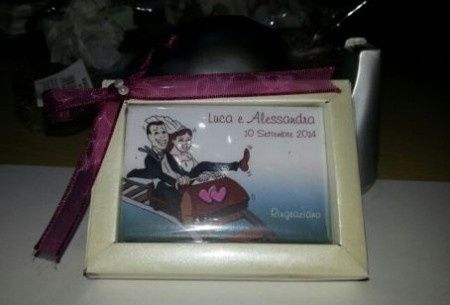 Luca e Alessandra
10 Settembre 2014
Ringraziano